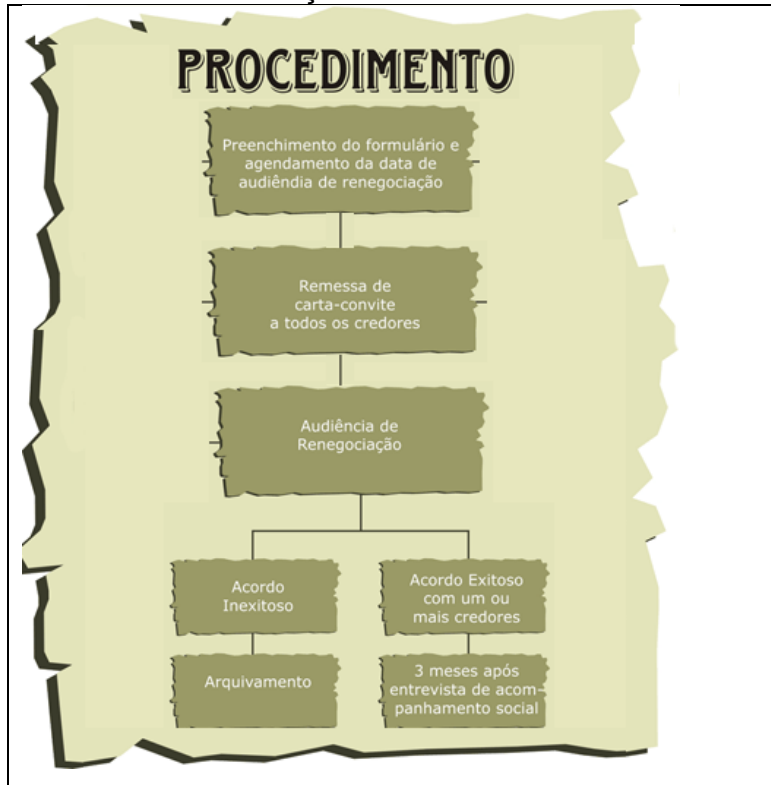 PROCEDIMENTO
Preenchimento do formulário e
agendamento da data de
audiêndia de renegociação
Remessa de
carta-convite
a todos os credores
Audiência de
Renegociação
Acordo
Inexitoso
Acordo Exitoso
com um ou
mais credores
Arquivamento
3 meses após
entrevista de acom-
panhamento social